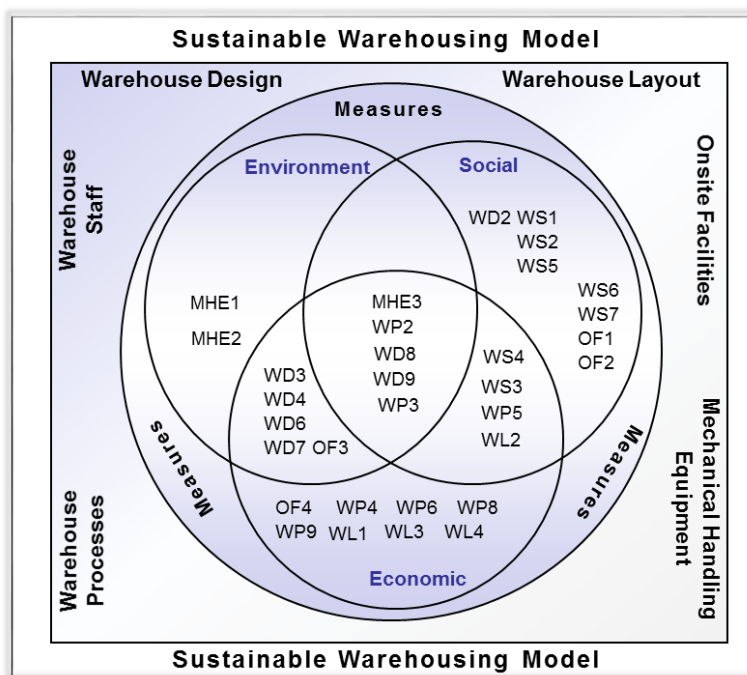 Sustainable Warehousing Model
Warehouse Design
Warehouse Layout
Measures
Environment
Social
Warehouse
Staff
Onsite Facilities
WD2 WS1
WS2
WS5
WS6
WS7
OF1
OF2
MHE1
MHE2
MHE3
WP2
WD8
WD9
WP3
WS4
WS3
WP5
WL2
WD3
WD4
WD6
WD7 OF3
Measures
Measures
Warehouse
Processes
Mechanical Handling
Equipment
OF4 WP4 WP6 WP8
WP9 WL1 WL3 WL4
Economic
Sustainable Warehousing Model